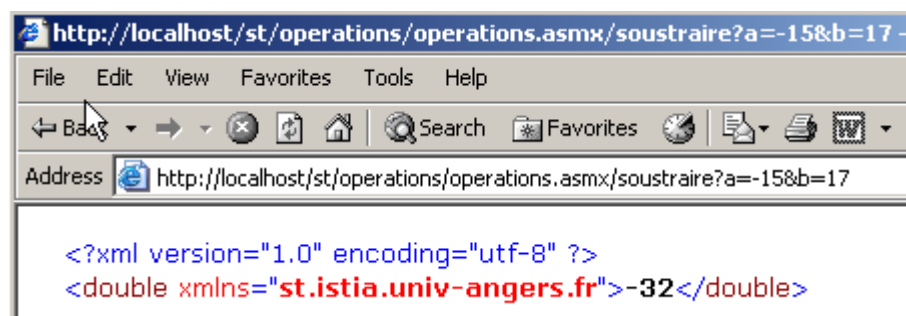 http://localhost/st/operations/operations.asmx/soustraire?a=-15&b=17 -
File Edit View Favorites Tools Help
Back Search Favorites
Address http://localhost/st/operations/operations.asmx/soustraire?a=-15&b=17
<?xml version="1.0" encoding="utf-8" ?>
<double xmlns="st.istia.univ-angers.fr">-32</double>